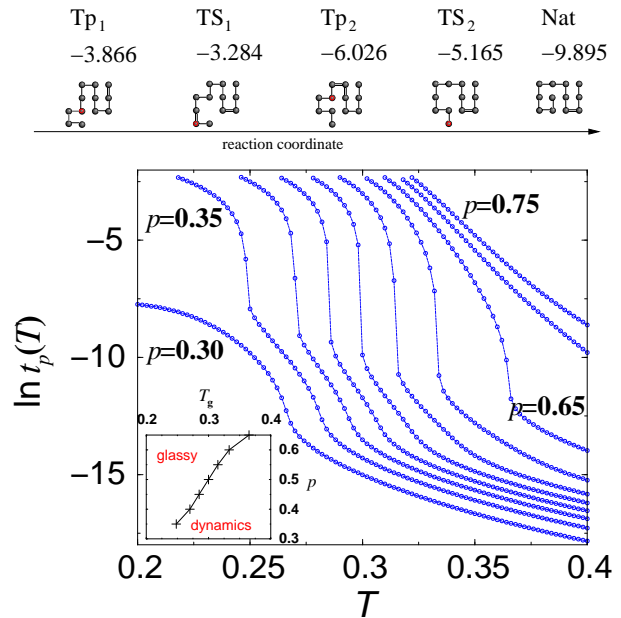 Tp₁ TS₁ Tp₂ TS₂ Nat
−3.866 −3.284 −6.026 −5.165 −9.895
reaction coordinate
p=0.35
p=0.75
−5
ln tₚ(T)
−10
p=0.30
p=0.65
T_g
0.2 0.3 0.4
glassy
dynamics
0.6
0.5
p
0.4
0.3
−15
0.2 0.25 0.3 0.35 0.4
T